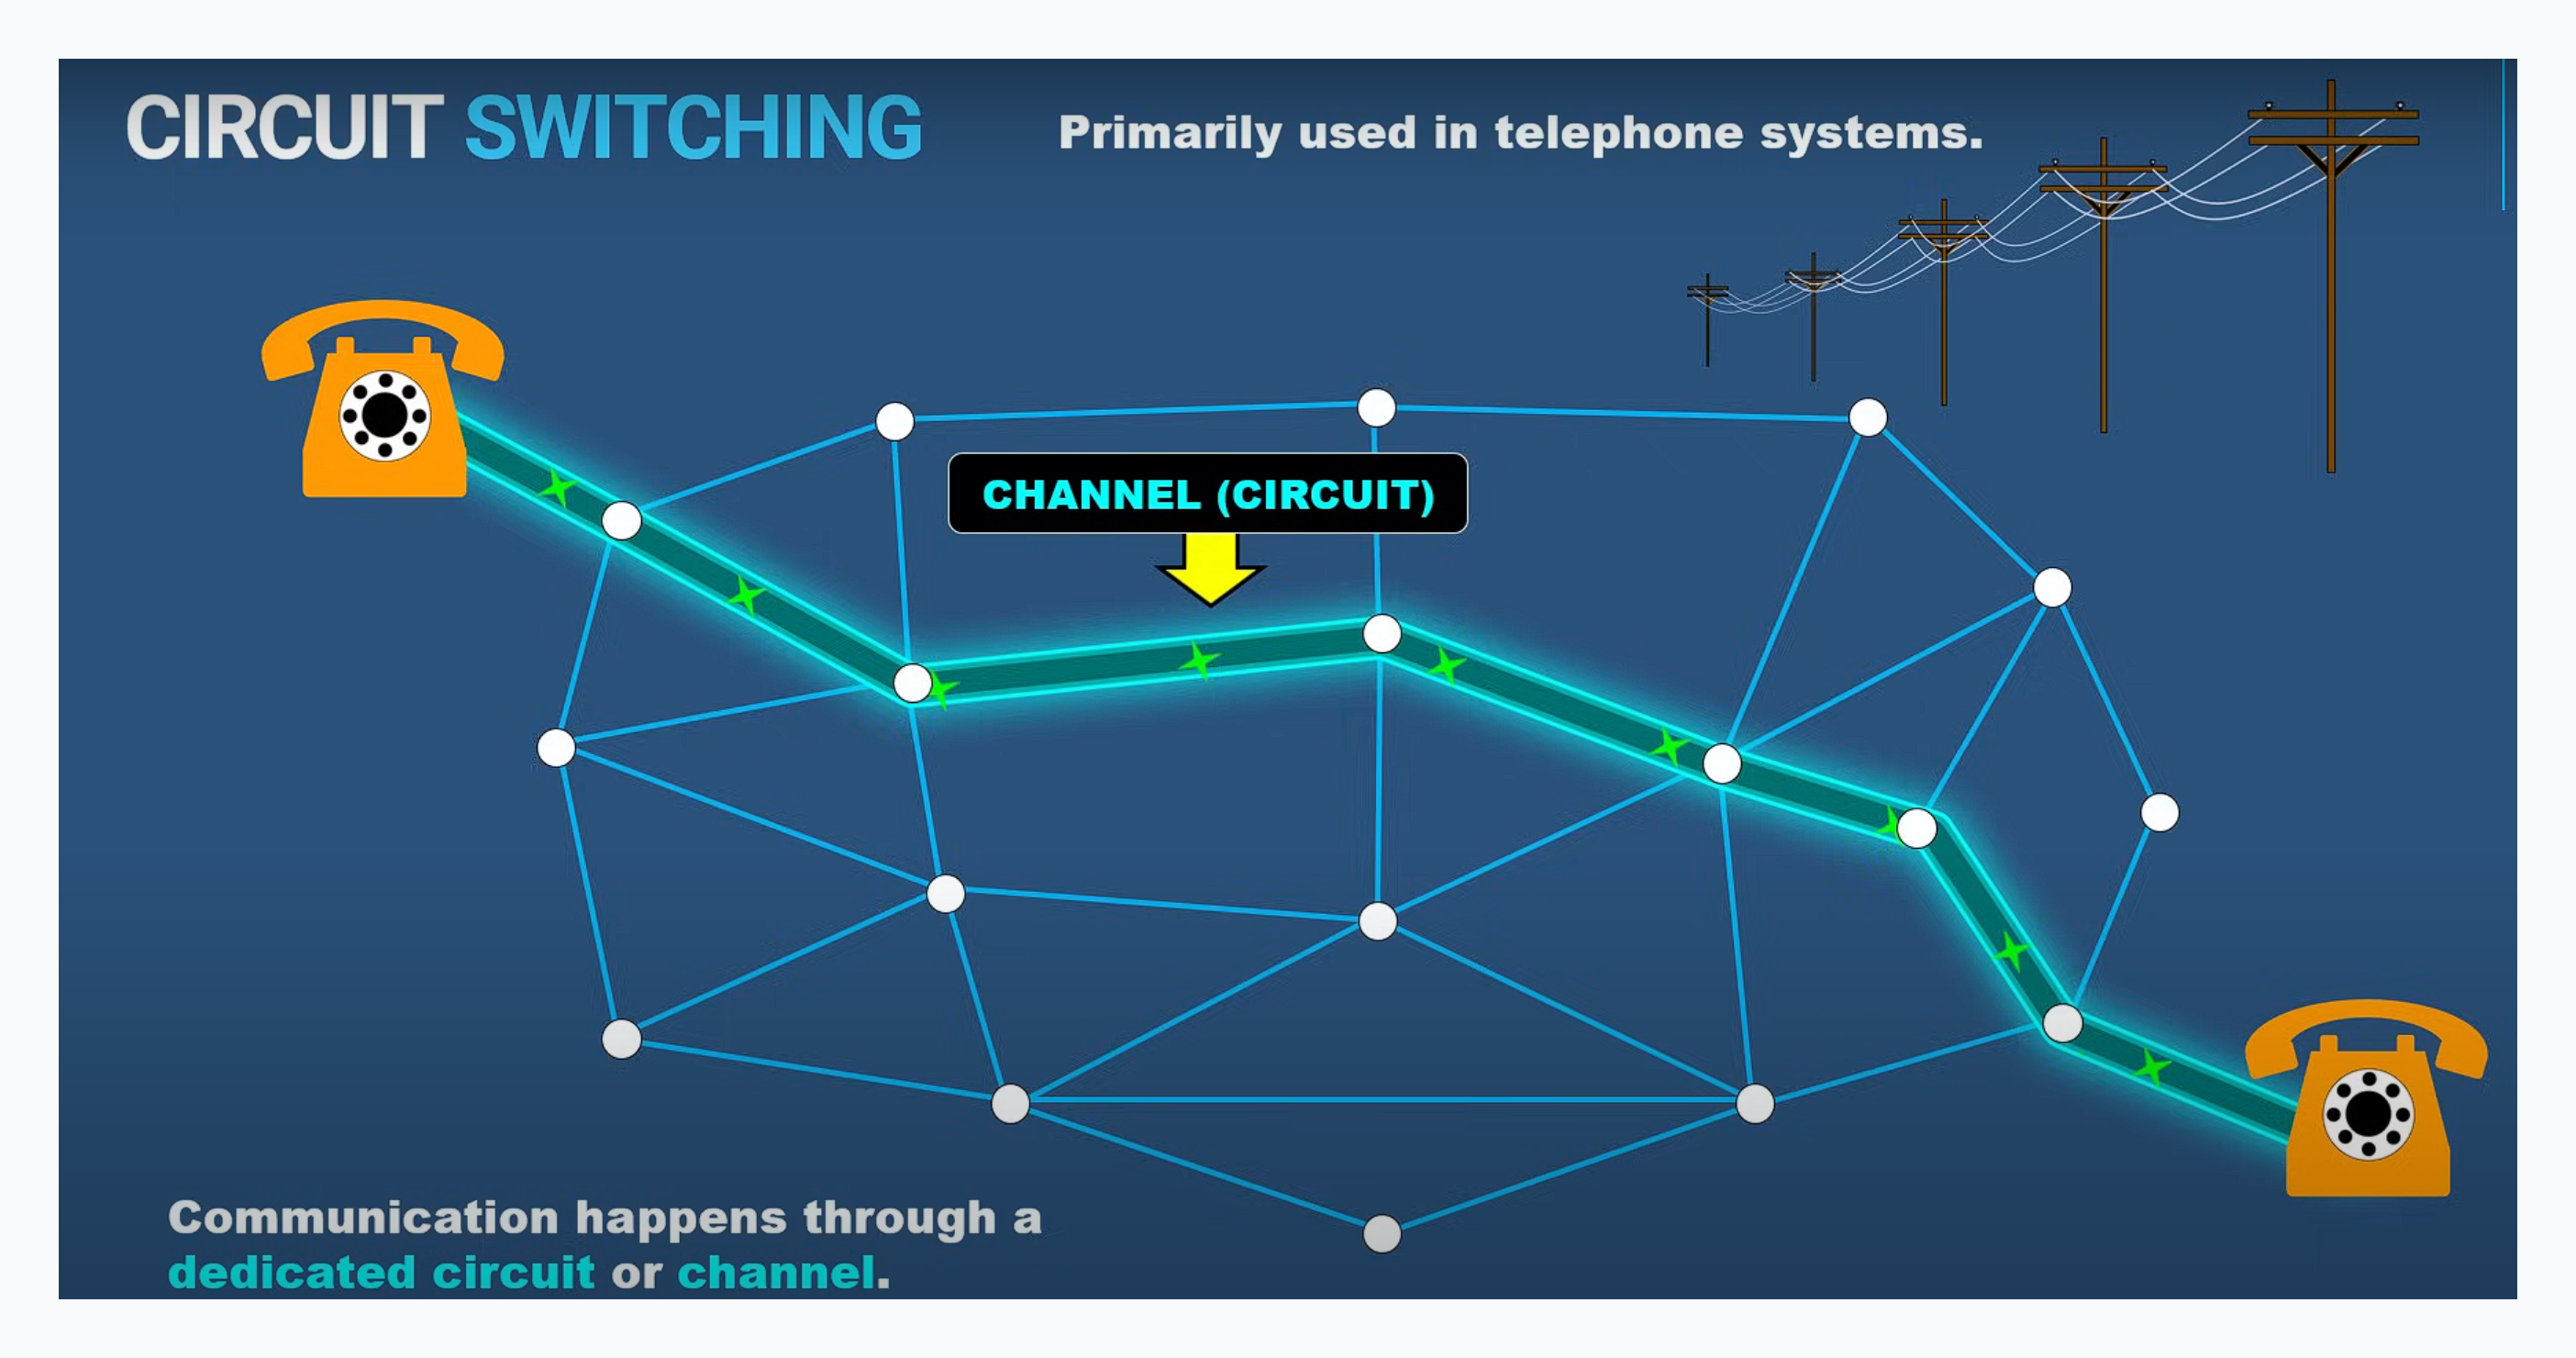 CIRCUIT SWITCHING
Primarily used in telephone systems.
CHANNEL (CIRCUIT)
Communication happens through a
dedicated circuit or channel.